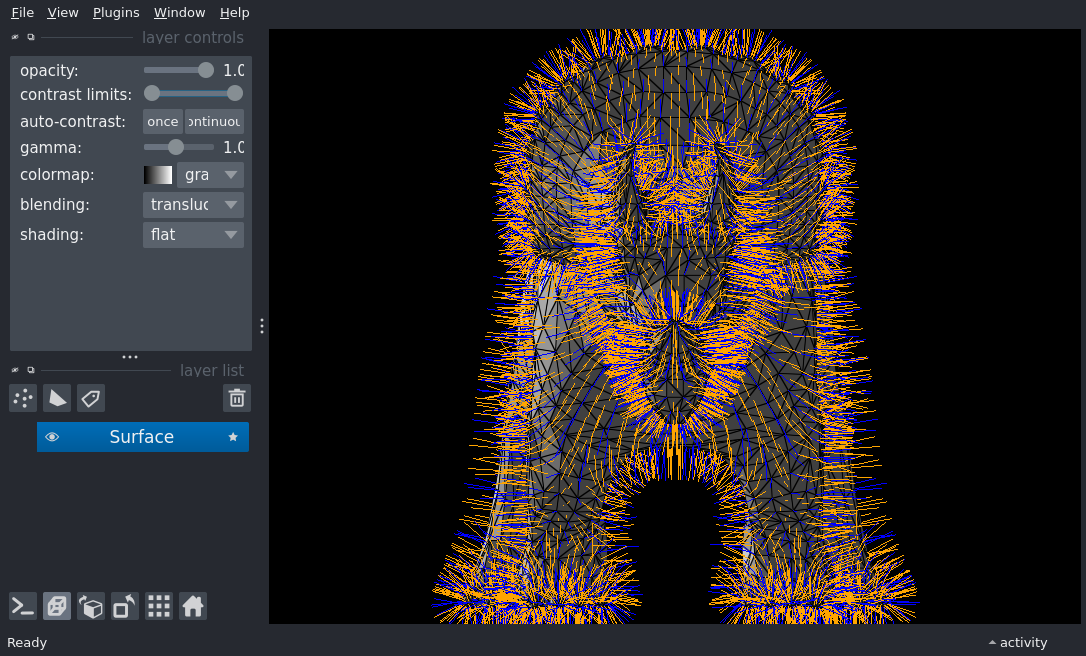 File View Plugins Window Help
layer controls
opacity: 1.0
contrast limits:
auto-contrast: once ontinuou
gamma: 1.0
colormap: gra
blending: transluc
shading: flat
layer list
Surface
Ready activity